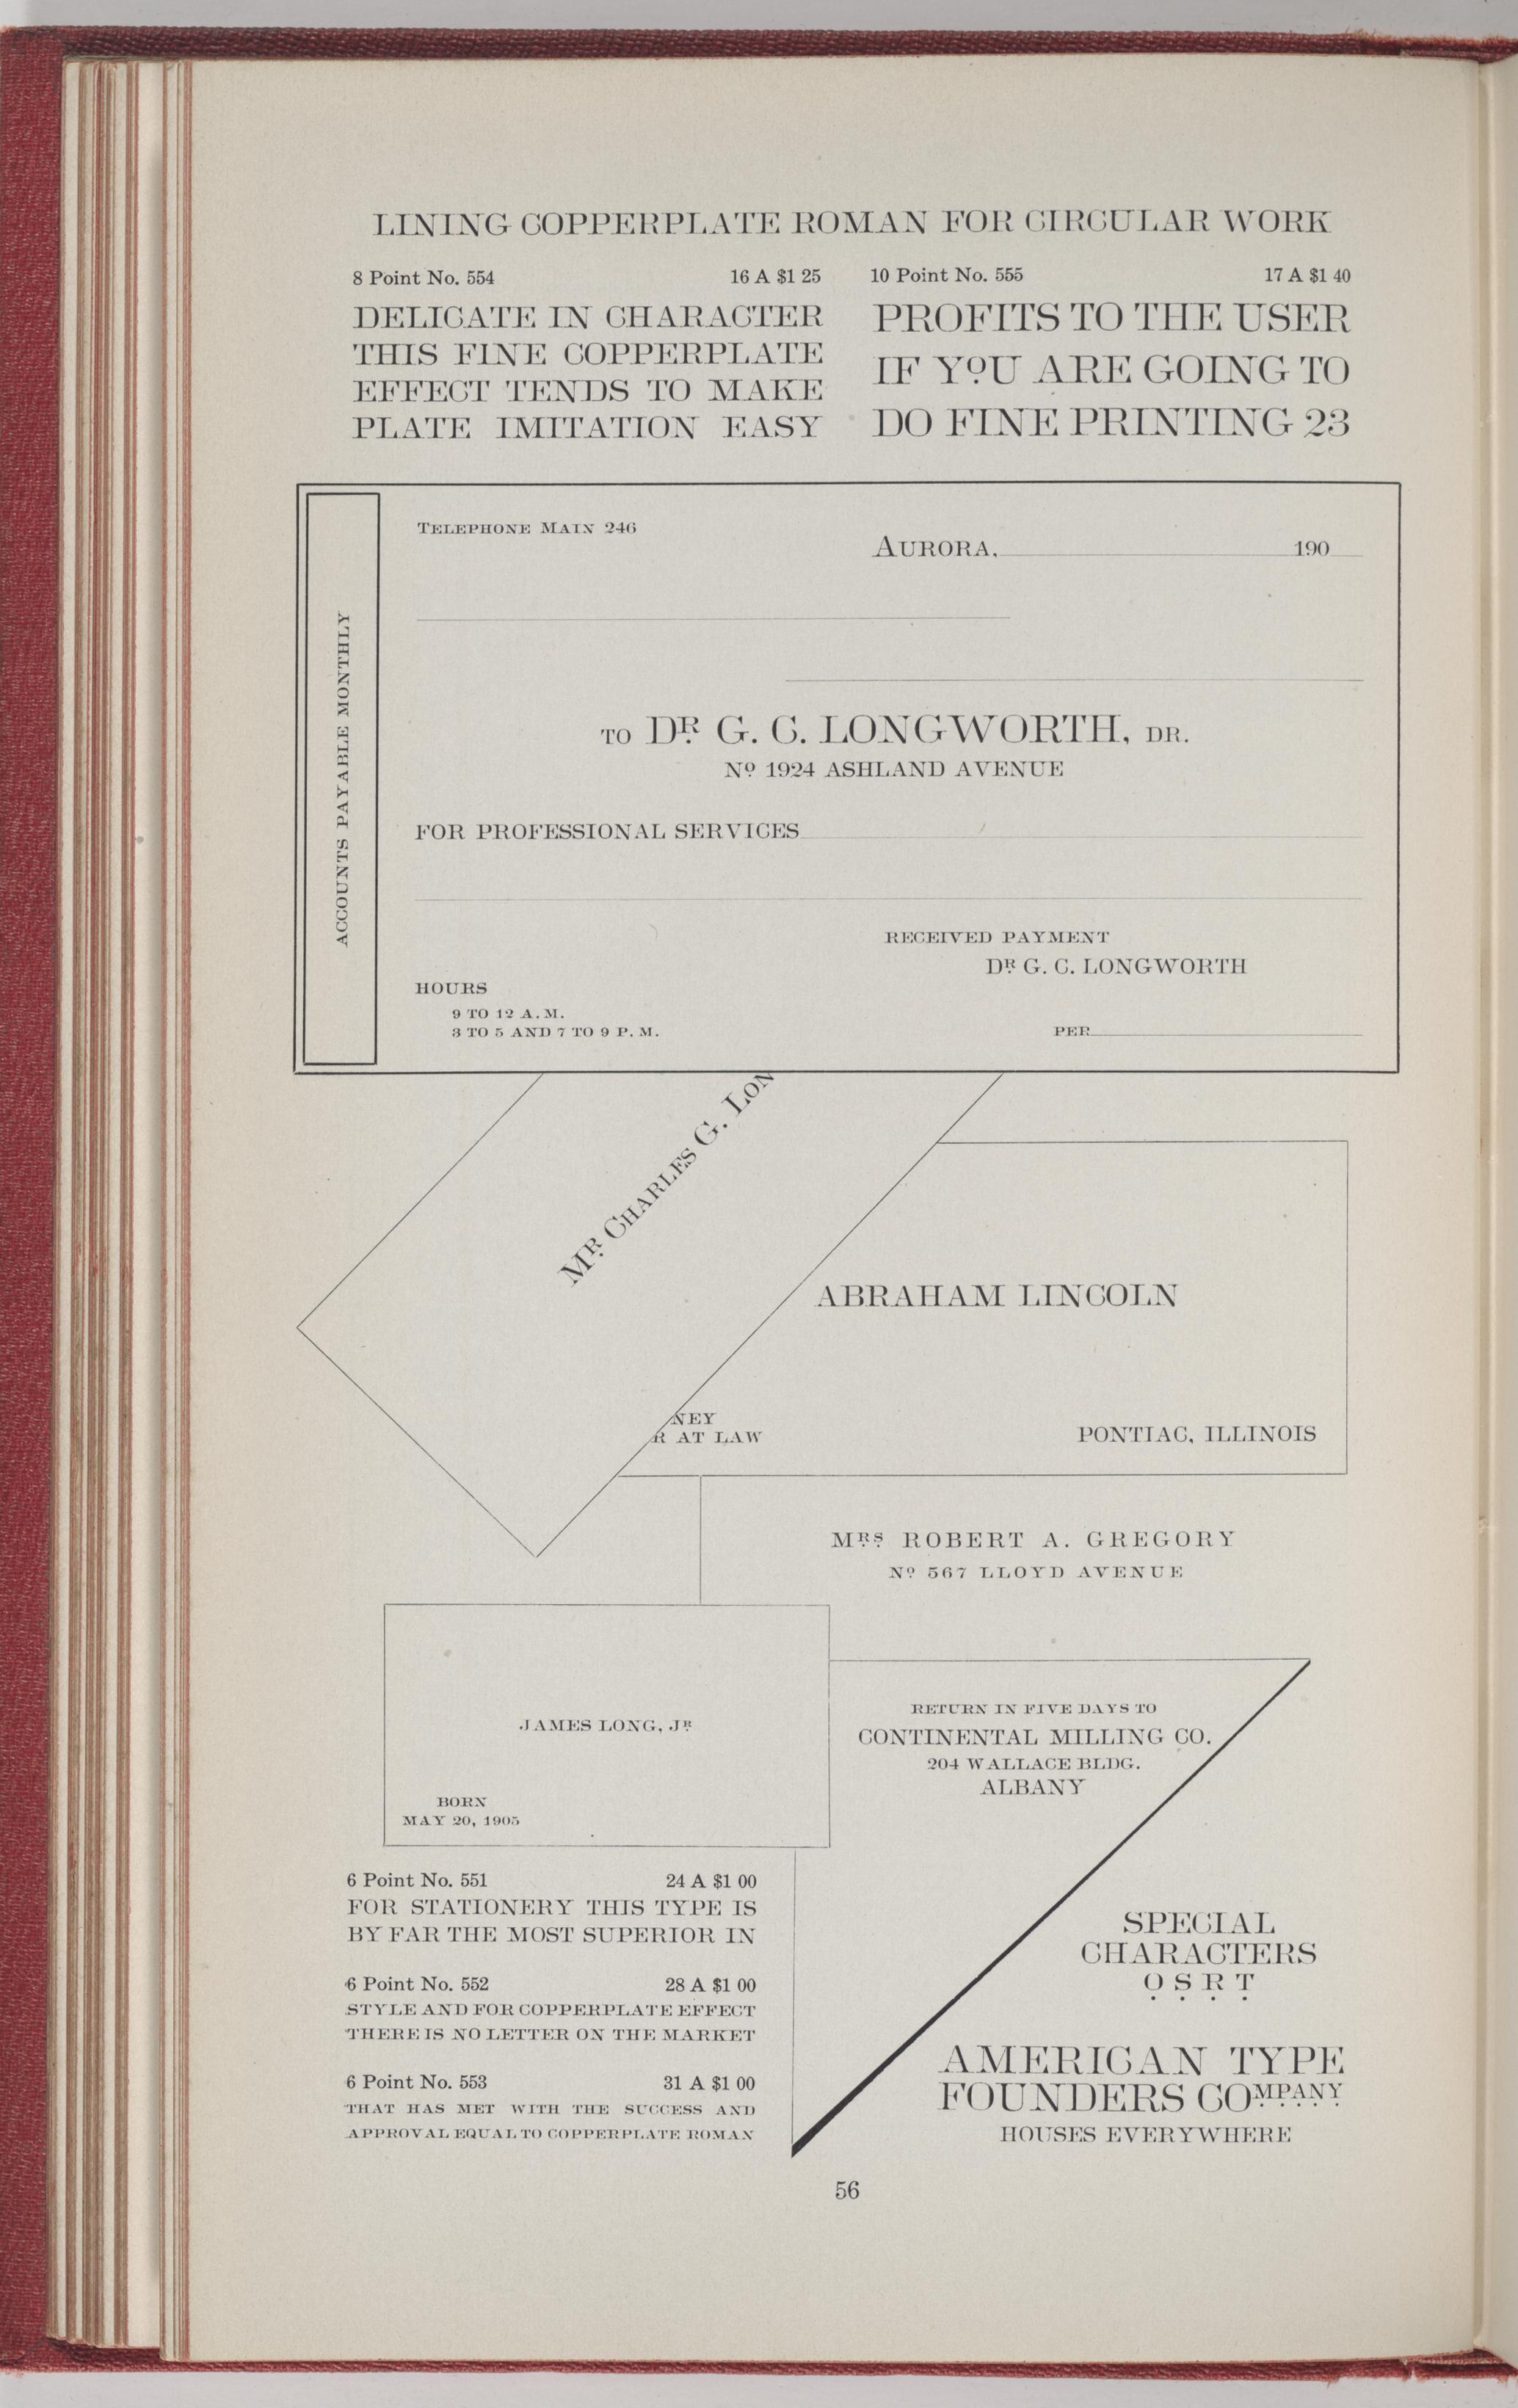 LINING COPPERPLATE ROMAN FOR CIRCULAR WORK
8 Point No. 554 16 A $1 25
DELICATE IN CHARACTER
THIS FINE COPPERPLATE
EFFECT TENDS TO MAKE
PLATE IMITATION EASY
10 Point No. 555 17 A $1 40
PROFITS TO THE USER
IF YOU ARE GOING TO
DO FINE PRINTING 23
ACCOUNTS PAYABLE MONTHLY
TELEPHONE MAIN 246
AURORA, 190
TO DR G. C. LONGWORTH, DR.
No 1924 ASHLAND AVENUE
FOR PROFESSIONAL SERVICES
RECEIVED PAYMENT
DR G. C. LONGWORTH
HOURS
9 TO 12 A. M.
3 TO 5 AND 7 TO 9 P. M.
PER
MR CHARLES G. LON
ABRAHAM LINCOLN
NEY
R AT LAW
PONTIAC, ILLINOIS
MRS ROBERT A. GREGORY
No 567 LLOYD AVENUE
JAMES LONG, JR
BORN
MAY 20, 1905
RETURN IN FIVE DAYS TO
CONTINENTAL MILLING CO.
204 WALLACE BLDG.
ALBANY
6 Point No. 551 24 A $1 00
FOR STATIONERY THIS TYPE IS
BY FAR THE MOST SUPERIOR IN
6 Point No. 552 28 A $1 00
STYLE AND FOR COPPERPLATE EFFECT
THERE IS NO LETTER ON THE MARKET
6 Point No. 553 31 A $1 00
THAT HAS MET WITH THE SUCCESS AND
APPROVAL EQUAL TO COPPERPLATE ROMAN
SPECIAL
CHARACTERS
O S R T
AMERICAN TYPE
FOUNDERS COMPANY
HOUSES EVERYWHERE
56